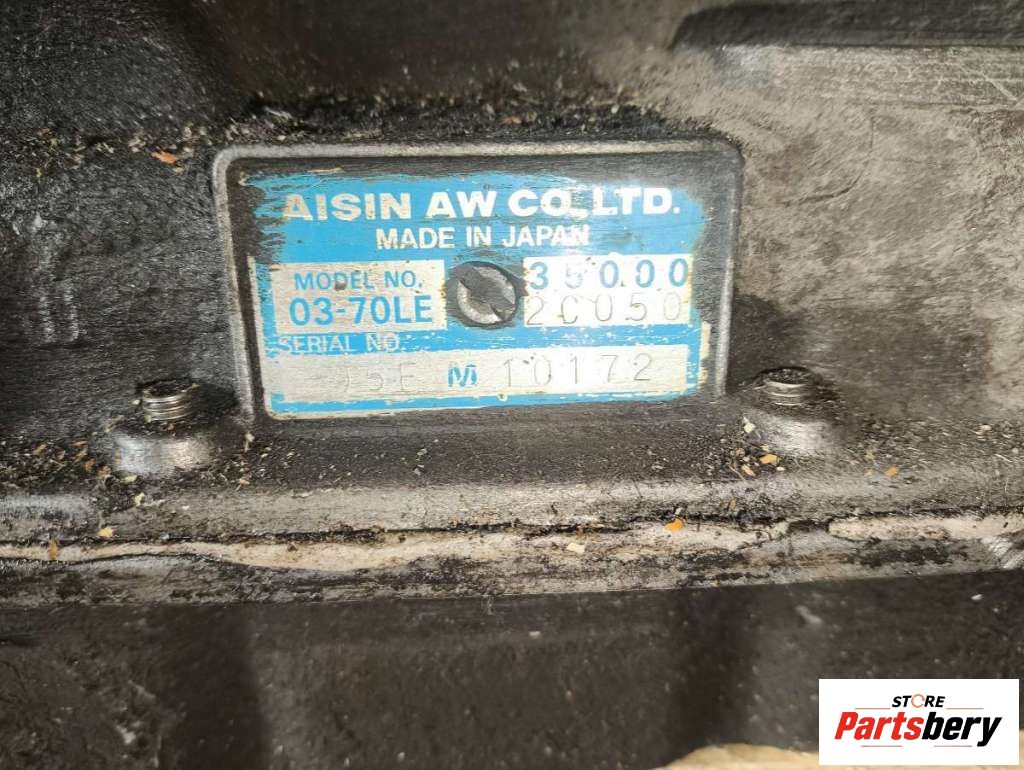 AISIN AW CO.,LTD.
MADE IN JAPAN
MODEL NO. 35000
03-70LE 2C050
SERIAL NO.
M 10172
STORE
Partsbery